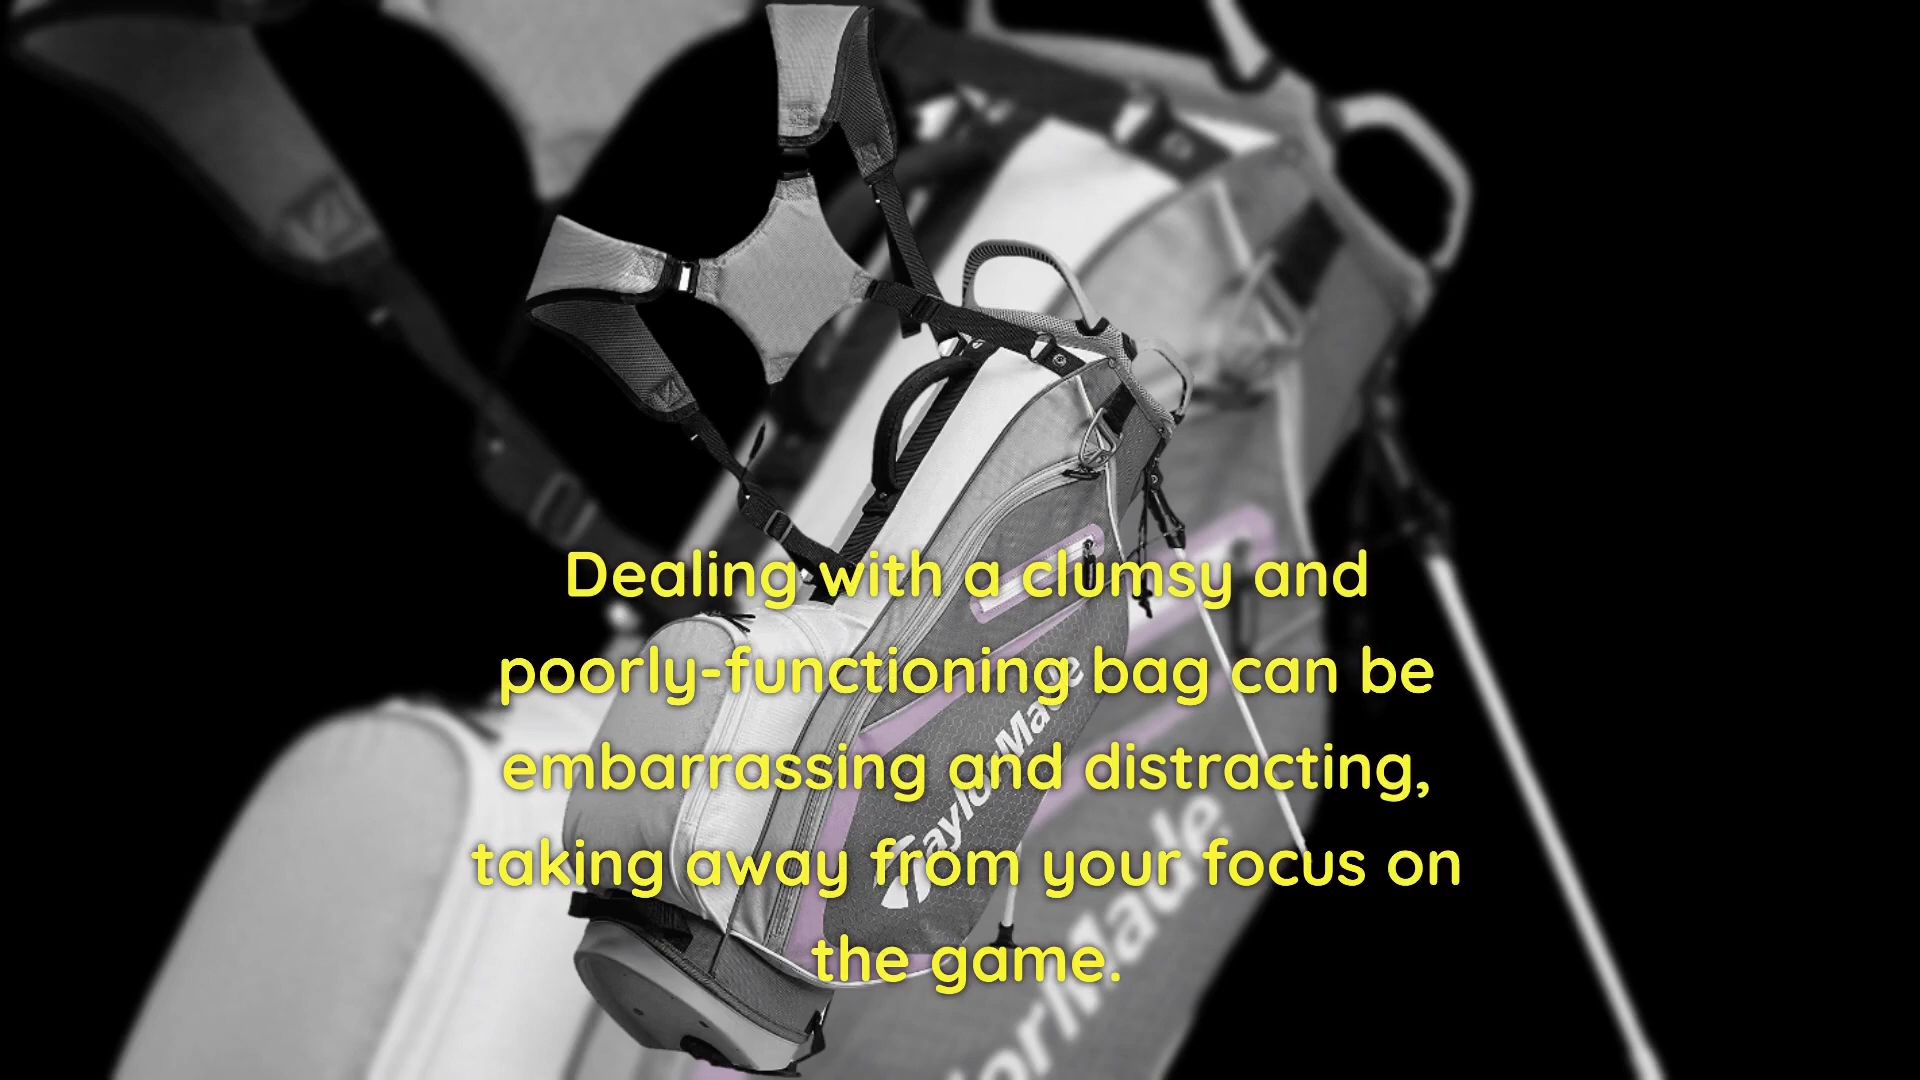 Dealing with a clumsy and
poorly-functioning bag can be
embarrassing and distracting,
taking away from your focus on
the game.
TaylorMade
lorMade